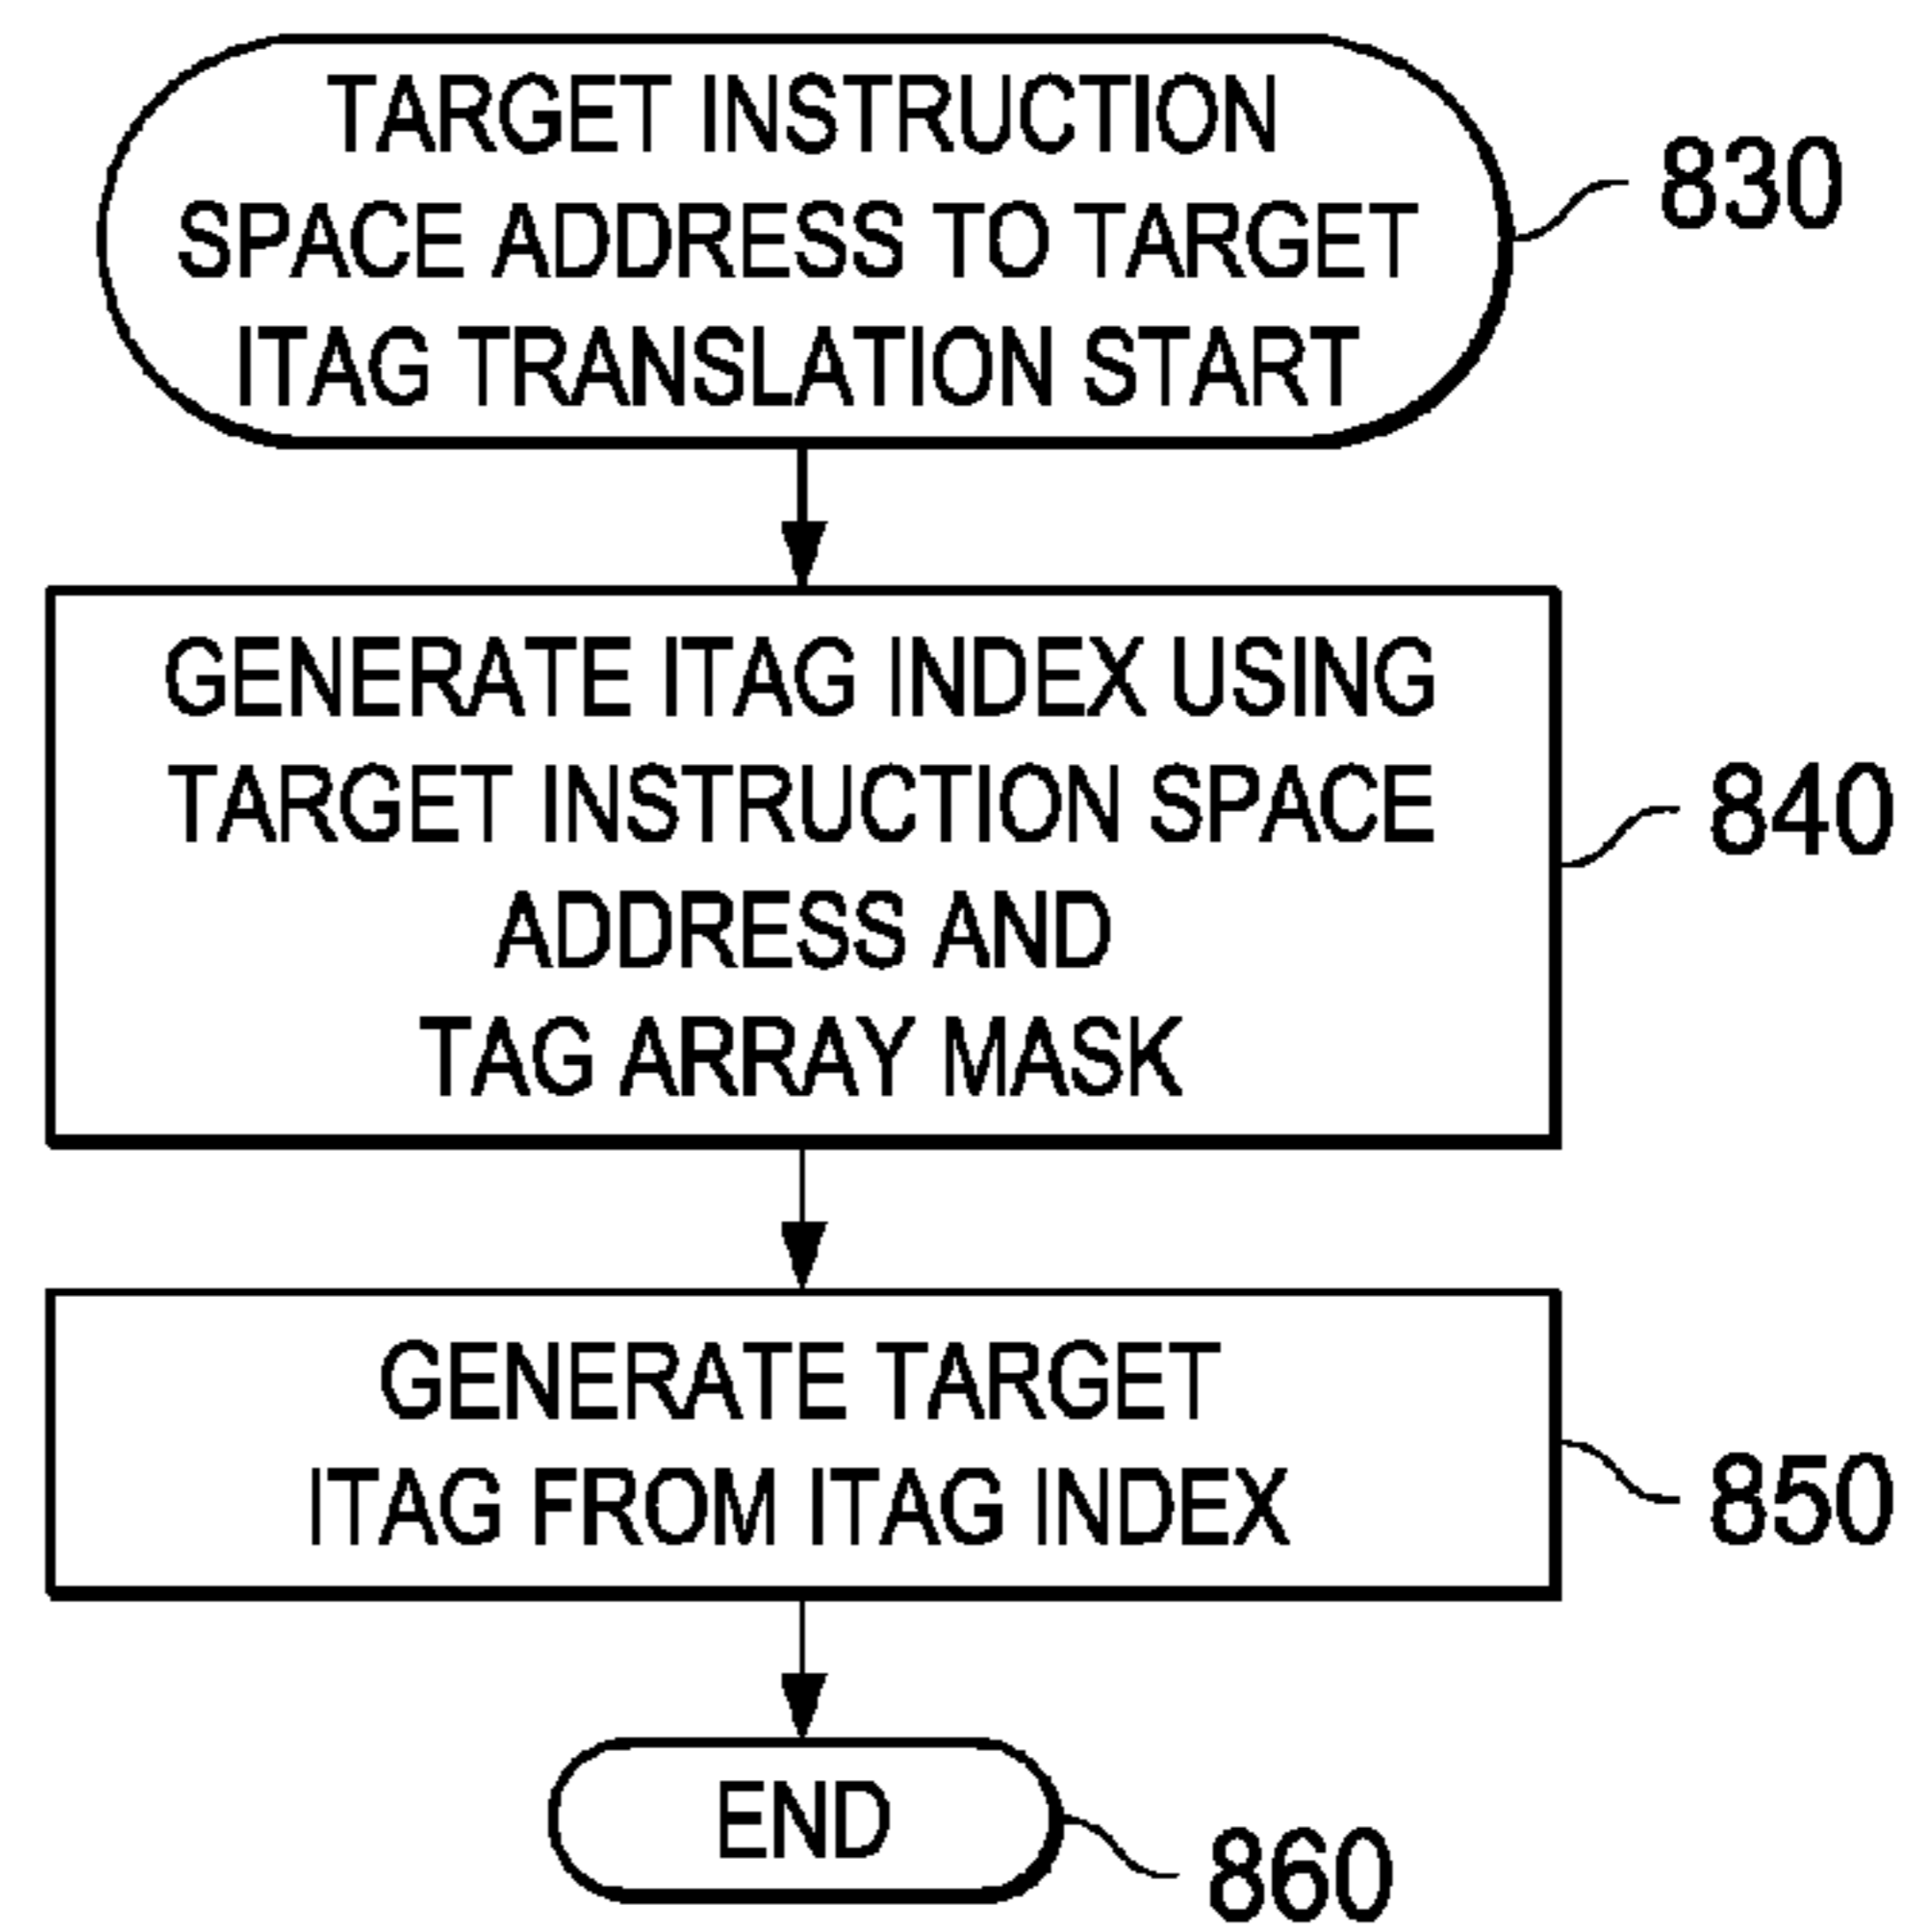 TARGET INSTRUCTION
SPACE ADDRESS TO TARGET
ITAG TRANSLATION START
830
GENERATE ITAG INDEX USING
TARGET INSTRUCTION SPACE
ADDRESS AND
TAG ARRAY MASK
840
GENERATE TARGET
ITAG FROM ITAG INDEX
850
END
860